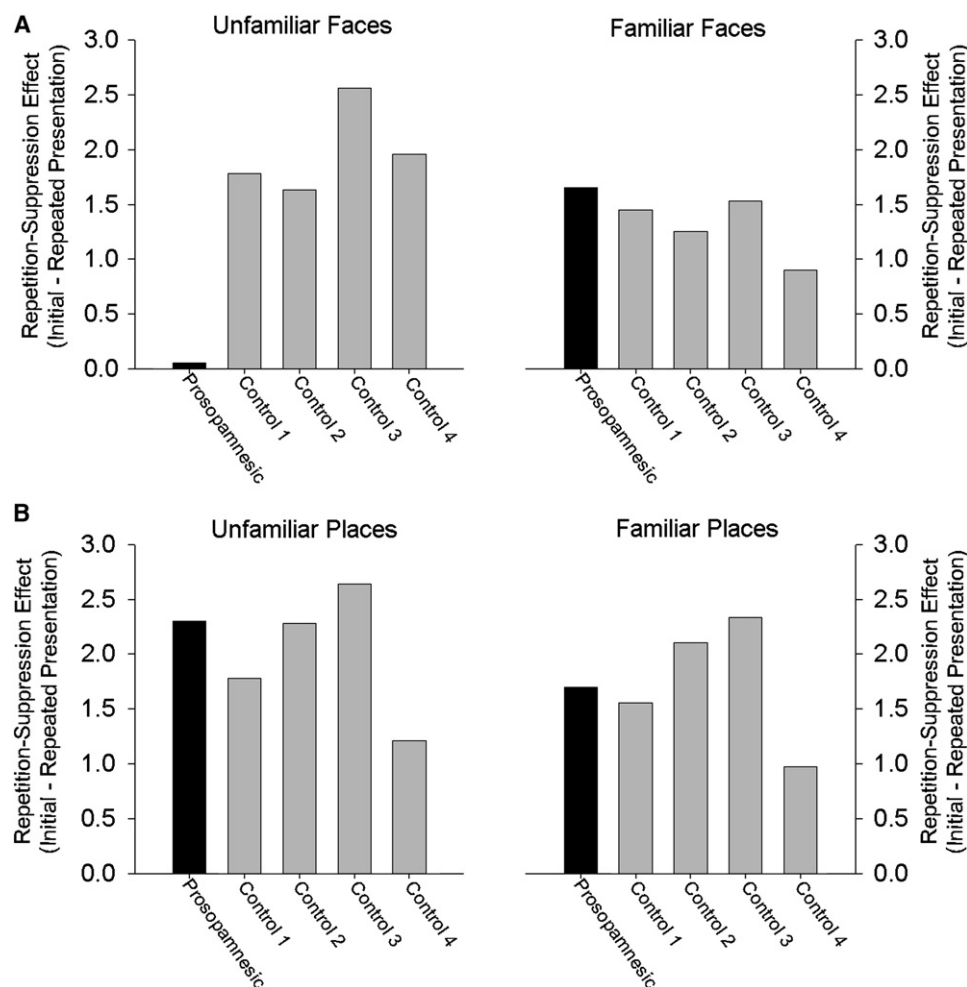 A
Unfamiliar Faces
Familiar Faces
Repetition-Suppression Effect
(Initial - Repeated Presentation)
3.0
2.5
2.0
1.5
1.0
0.5
0.0
Prosopamnesic
Control 1
Control 2
Control 3
Control 4
Prosopamnesic
Control 1
Control 2
Control 3
Control 4
3.0
2.5
2.0
1.5
1.0
0.5
0.0
Repetition-Suppression Effect
(Initial - Repeated Presentation)
B
Unfamiliar Places
Familiar Places
Repetition-Suppression Effect
(Initial - Repeated Presentation)
3.0
2.5
2.0
1.5
1.0
0.5
0.0
Prosopamnesic
Control 1
Control 2
Control 3
Control 4
Prosopamnesic
Control 1
Control 2
Control 3
Control 4
3.0
2.5
2.0
1.5
1.0
0.5
0.0
Repetition-Suppression Effect
(Initial - Repeated Presentation)